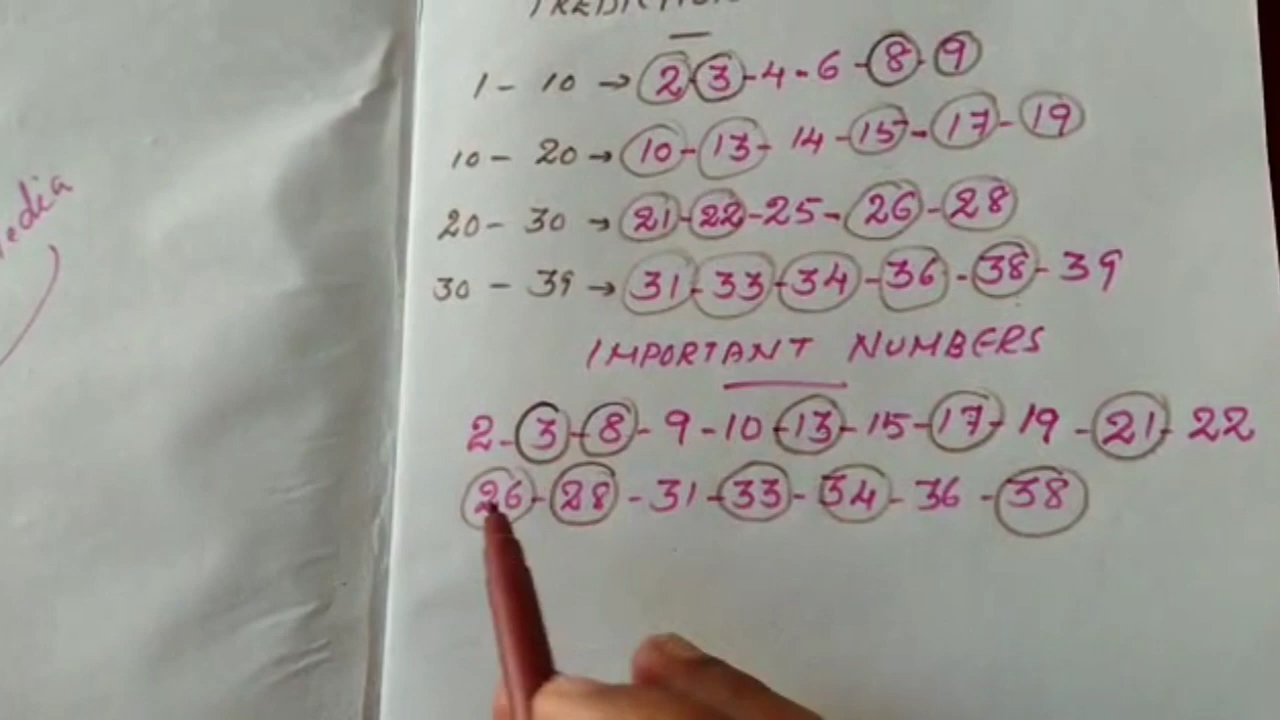 PREDICTION
1 - 10 → 2 - 3 - 4 - 6 - 8 - 9
10 - 20 → 10 - 13 - 14 - 15 - 17 - 19
20 - 30 → 21 - 22 - 25 - 26 - 28
30 - 39 → 31 - 33 - 34 - 36 - 38 - 39
IMPORTANT NUMBERS
2 - 3 - 8 - 9 - 10 - 13 - 15 - 17 - 19 - 21 - 22
26 - 28 - 31 - 33 - 34 - 36 - 38